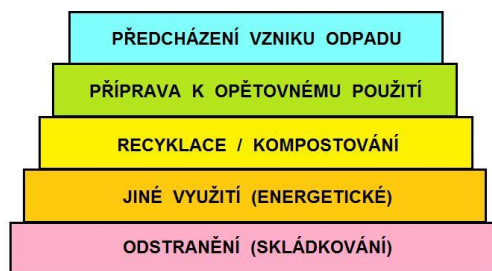 PŘEDCHÁZENÍ VZNIKU ODPADU
PŘÍPRAVA K OPĚTOVNÉMU POUŽITÍ
RECYKLACE / KOMPOSTOVÁNÍ
JINÉ VYUŽITÍ (ENERGETICKÉ)
ODSTRANĚNÍ (SKLÁDKOVÁNÍ)